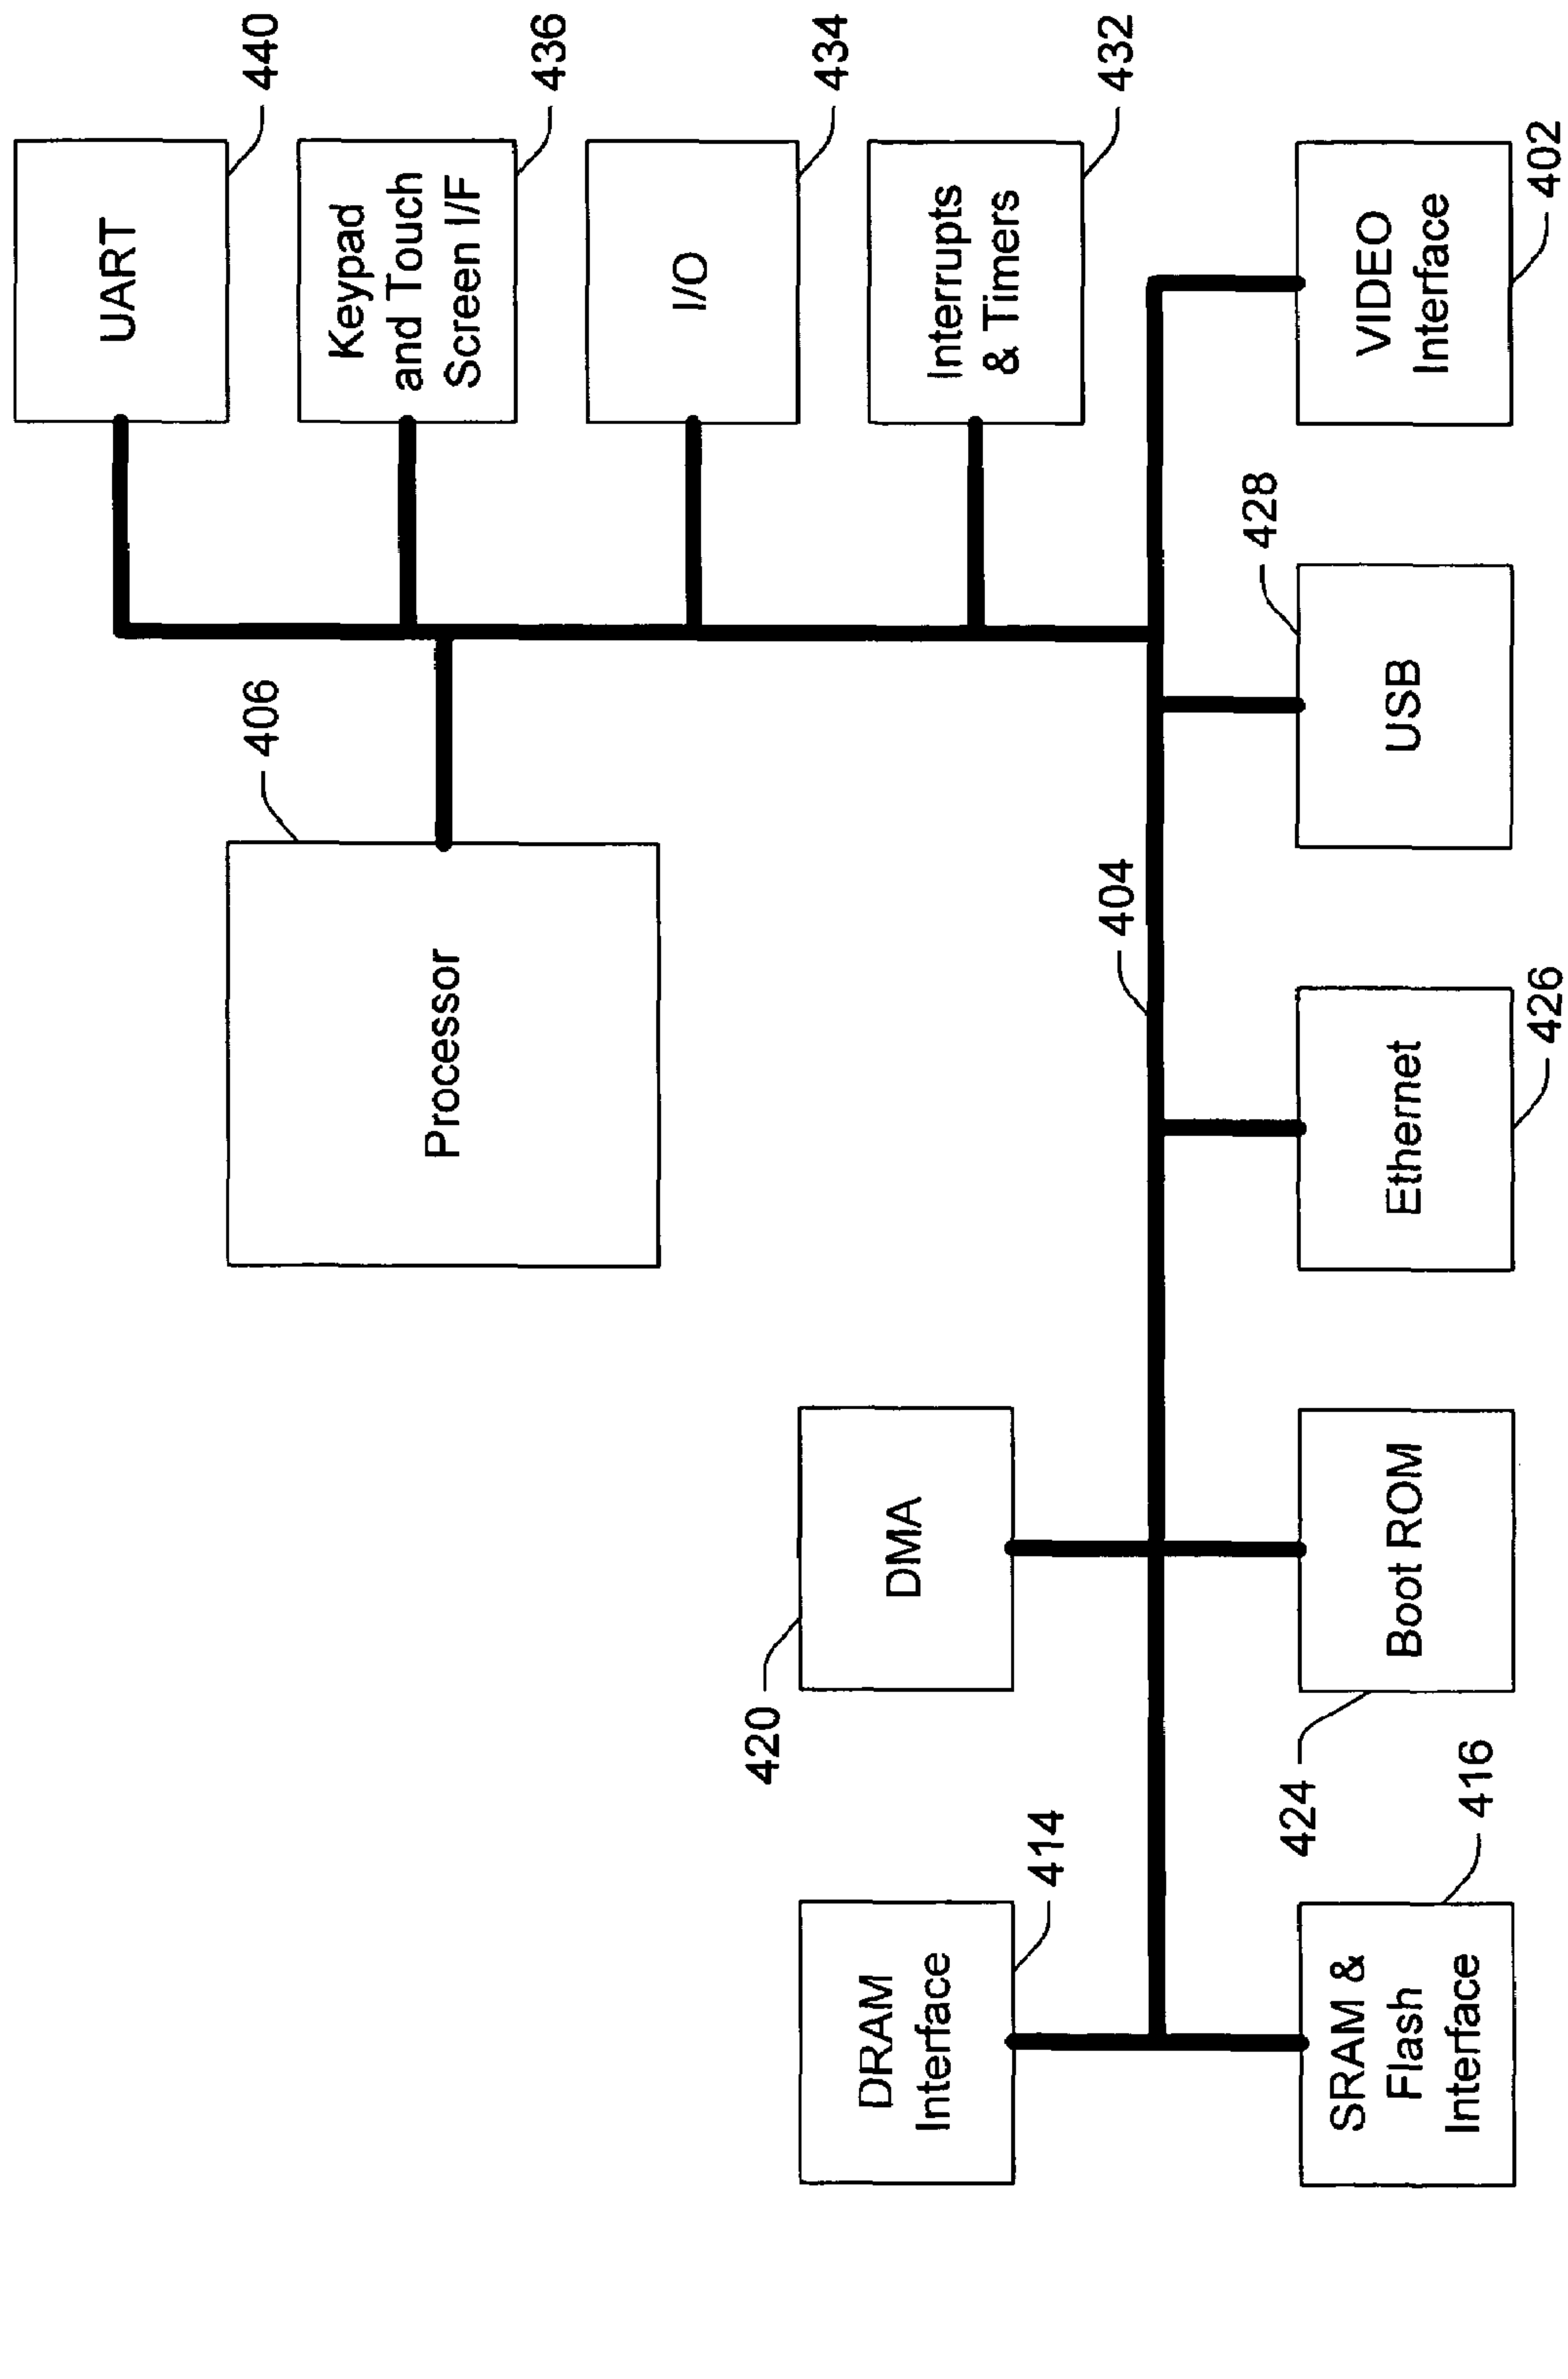 UART
440
406
Processor
Keypad
and Touch
Screen I/F
436
I/O
434
420
DRAM
Interface
414
DMA
Interrupts
& Timers
432
404
SRAM &
Flash
Interface
416
424
Boot ROM
Ethernet
426
428
USB
VIDEO
Interface
402